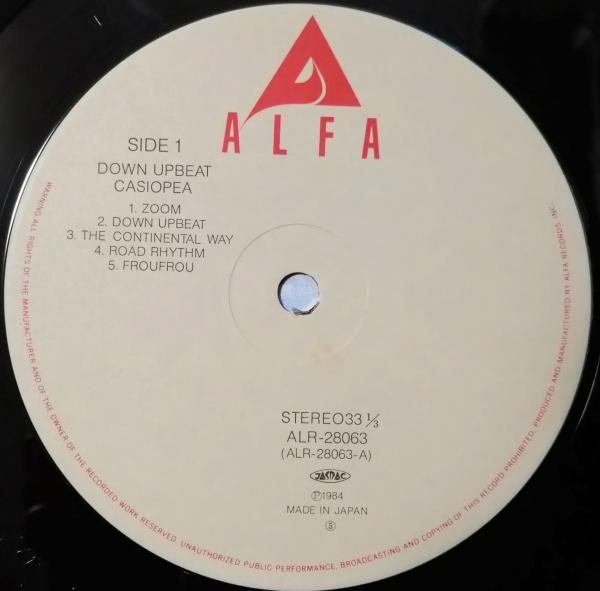 ALFA
SIDE 1
DOWN UPBEAT
CASIOPEA
1. ZOOM
2. DOWN UPBEAT
3. THE CONTINENTAL WAY
4. ROAD RHYTHM
5. FROUFROU
STEREO33 1/3
ALR-28063
(ALR-28063-A)
JASRAC
Ⓟ1984
MADE IN JAPAN
Ⓢ
WARNING: ALL RIGHTS OF THE MANUFACTURER AND OF THE OWNER OF THE RECORDED WORK RESERVED. UNAUTHORIZED PUBLIC PERFORMANCE, BROADCASTING AND COPYING OF THIS RECORD PROHIBITED. PRODUCED AND MANUFACTURED BY ALFA RECORDS, INC.